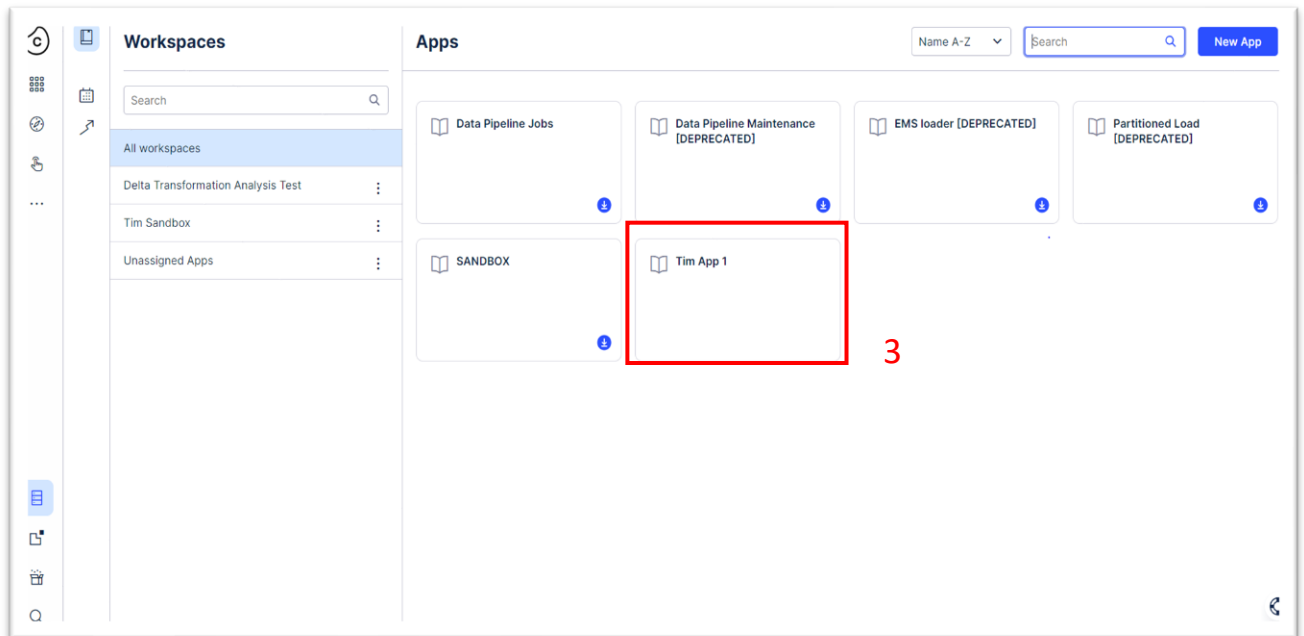 Workspaces
Search
All workspaces
Delta Transformation Analysis Test
Tim Sandbox
Unassigned Apps
Apps
Name A-Z
Search
New App
Data Pipeline Jobs
Data Pipeline Maintenance
[DEPRECATED]
EMS loader [DEPRECATED]
Partitioned Load
[DEPRECATED]
SANDBOX
Tim App 1
3